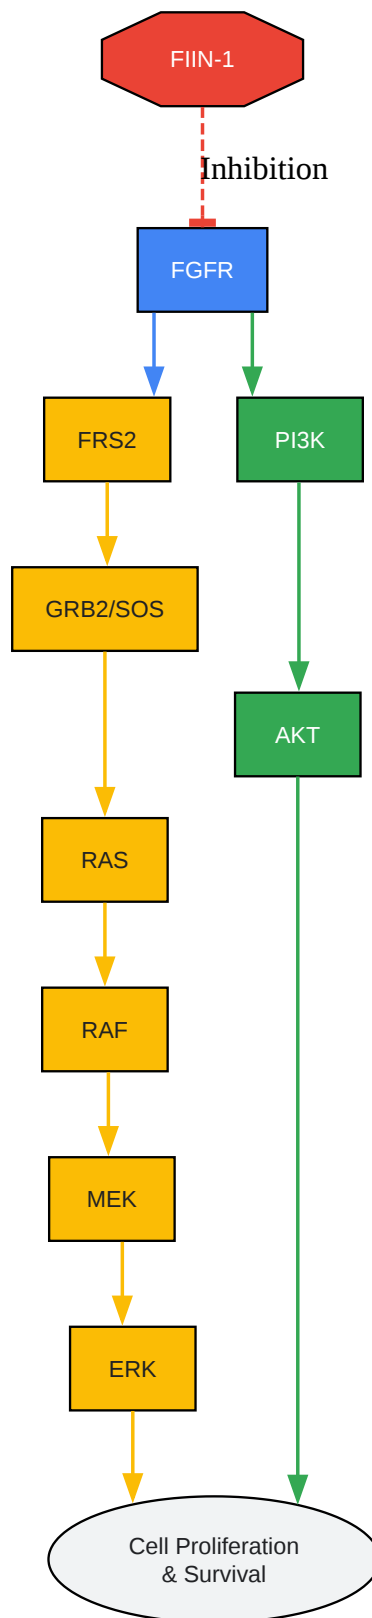 FIIN-1
Inhibition
FGFR
FRS2
PI3K
GRB2/SOS
AKT
RAS
RAF
MEK
ERK
Cell Proliferation
& Survival